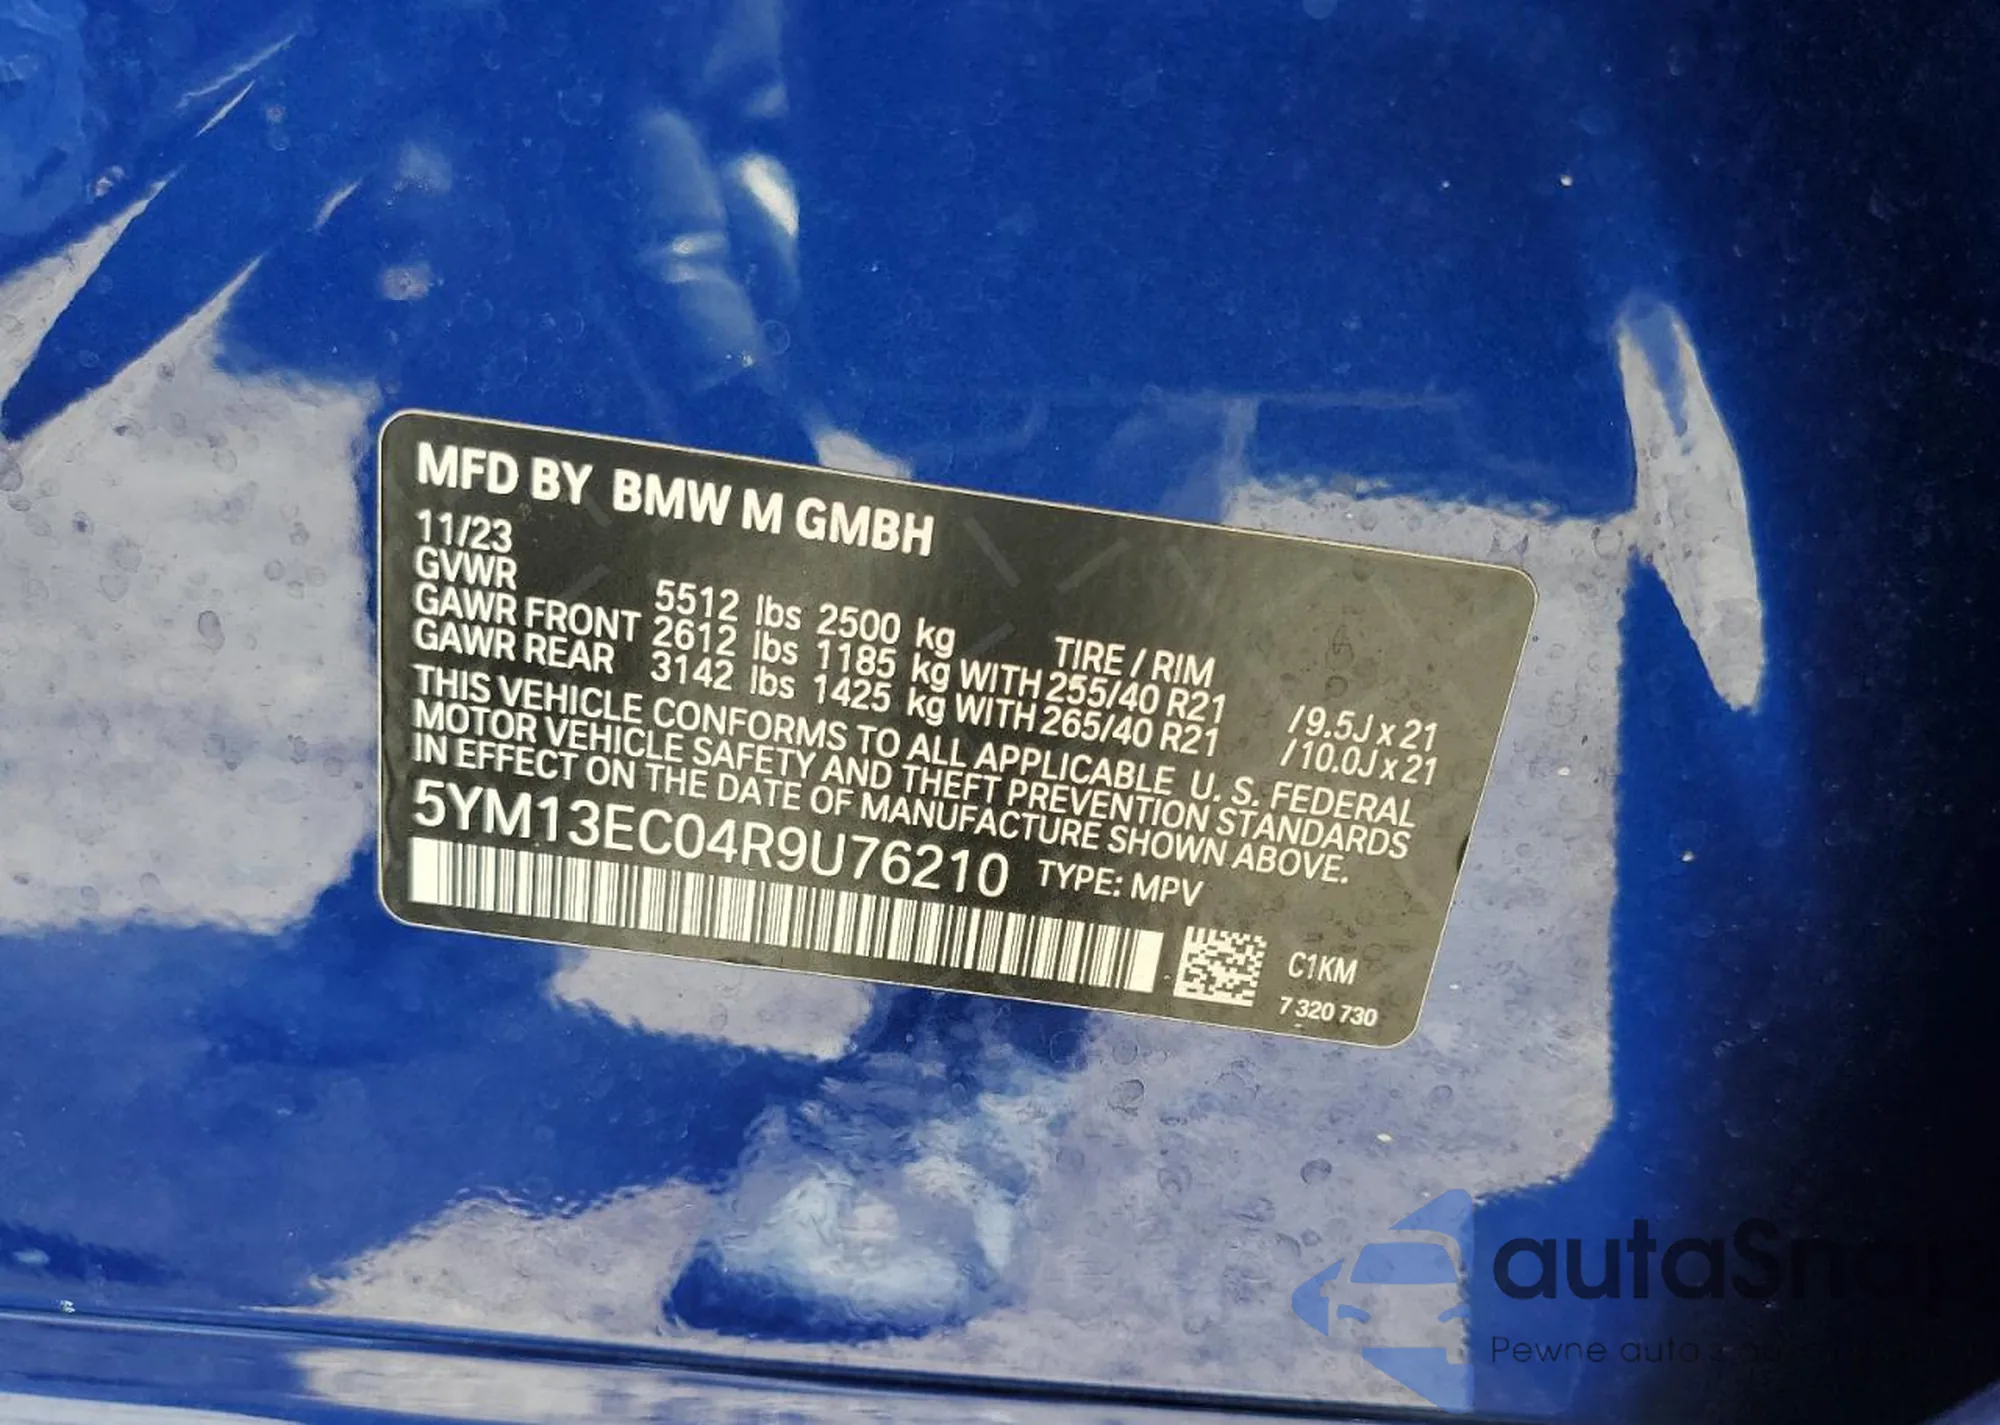 MFD BY BMW M GMBH
11/23
GVWR 5512 lbs 2500 kg TIRE / RIM
GAWR FRONT 2612 lbs 1185 kg WITH 255/40 R21 /9.5J x 21
GAWR REAR 3142 lbs 1425 kg WITH 265/40 R21 /10.0J x 21
THIS VEHICLE CONFORMS TO ALL APPLICABLE U. S. FEDERAL
MOTOR VEHICLE SAFETY AND THEFT PREVENTION STANDARDS
IN EFFECT ON THE DATE OF MANUFACTURE SHOWN ABOVE.
5YM13EC04R9U76210 TYPE: MPV
C1KM
7 320 730
autaSna
Pewne auto z